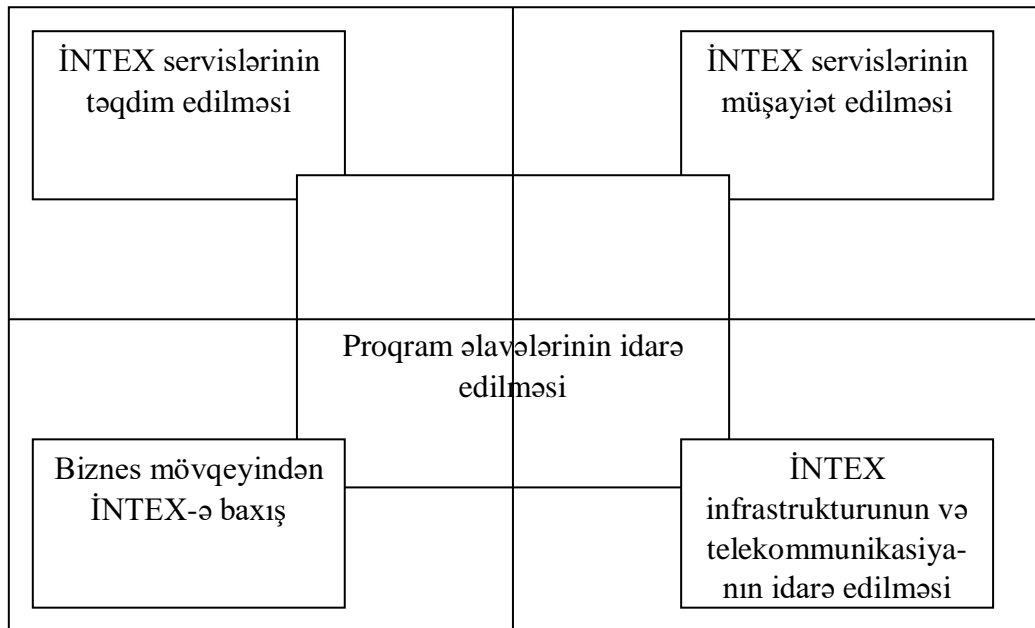 İNTEX servislərinin
təqdim edilməsi
İNTEX servislərinin
müşayiət edilməsi
Proqram əlavələrinin idarə
edilməsi
Biznes mövqeyindən
İNTEX-ə baxış
İNTEX
infrastrukturunun və
telekommunikasiya-
nın idarə edilməsi